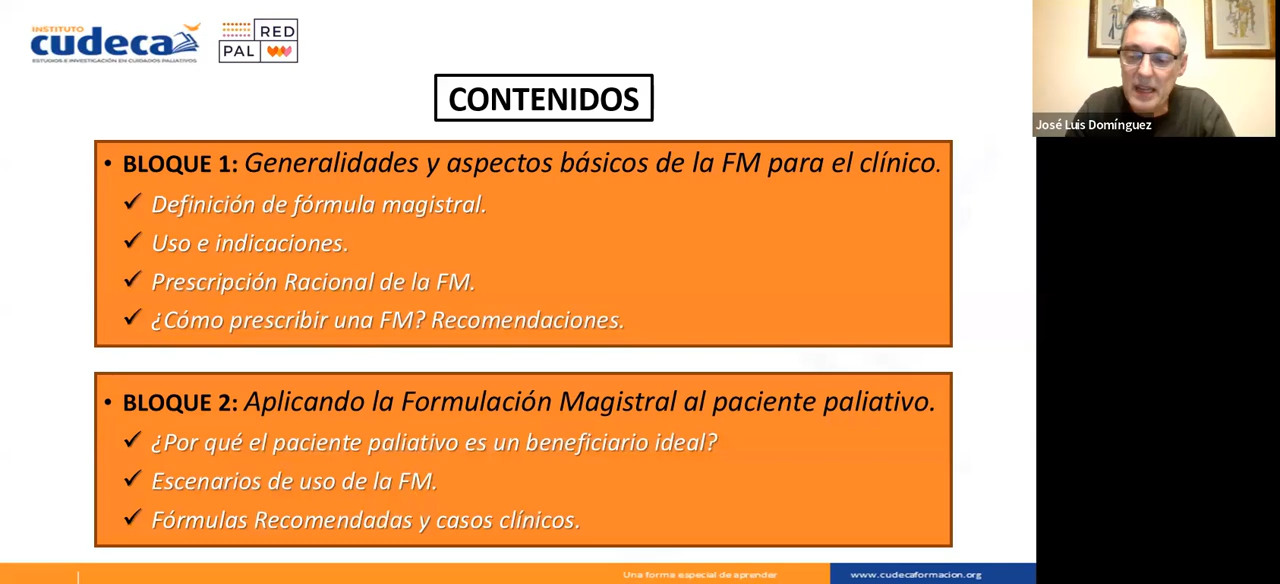 INSTITUTO
cudeca
ESTUDIOS E INVESTIGACIÓN EN CUIDADOS PALIATIVOS
RED
PAL
CONTENIDOS
• BLOQUE 1: Generalidades y aspectos básicos de la FM para el clínico.
✓ Definición de fórmula magistral.
✓ Uso e indicaciones.
✓ Prescripción Racional de la FM.
✓ ¿Cómo prescribir una FM? Recomendaciones.
• BLOQUE 2: Aplicando la Formulación Magistral al paciente paliativo.
✓ ¿Por qué el paciente paliativo es un beneficiario ideal?
✓ Escenarios de uso de la FM.
✓ Fórmulas Recomendadas y casos clínicos.
Una forma especial de aprender
www.cudecaformacion.org
José Luis Domínguez